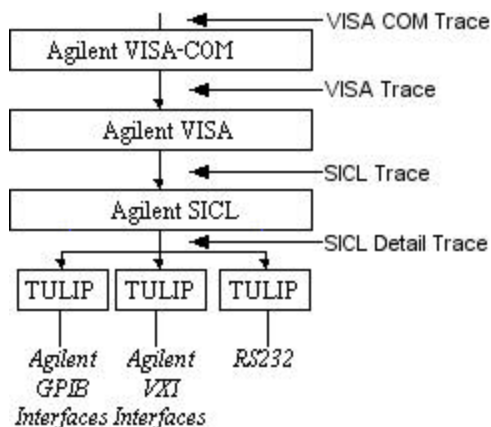 VISA COM Trace
Agilent VISA-COM
VISA Trace
Agilent VISA
SICL Trace
Agilent SICL
SICL Detail Trace
TULIP TULIP TULIP
Agilent Agilent RS232
GPIB VXI
Interfaces Interfaces